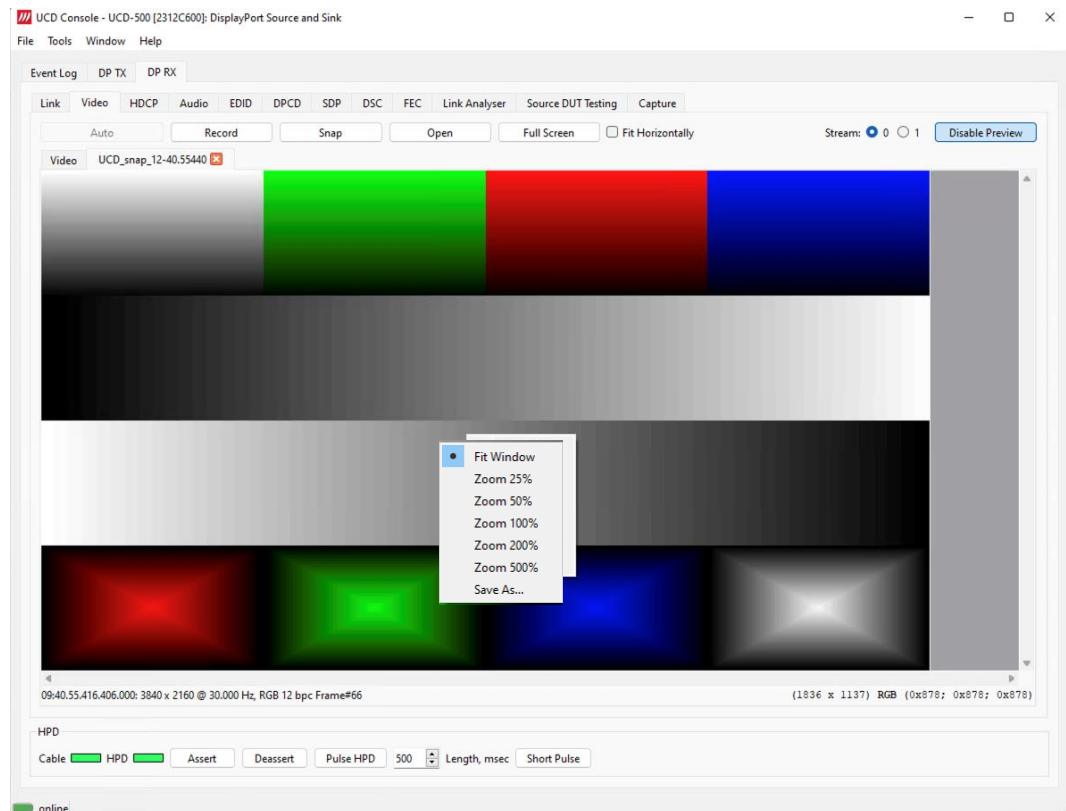 UCD Console - UCD-500 [2312C600]: DisplayPort Source and Sink
File Tools Window Help
Event Log DP TX DP RX
Link Video HDCP Audio EDID DPCD SDP DSC FEC Link Analyser Source DUT Testing Capture
Auto Record Snap Open Full Screen Fit Horizontally Stream: 0 1 Disable Preview
Video UCD_snap_12-40.55440
Fit Window
Zoom 25%
Zoom 50%
Zoom 100%
Zoom 200%
Zoom 500%
Save As...
09:40.55.416.406.000: 3840 x 2160 @ 30.000 Hz, RGB 12 bpc Frame#66 (1836 x 1137) RGB (0x878; 0x878; 0x878)
HPD
Cable HPD Assert Deassert Pulse HPD 500 Length, msec Short Pulse
online